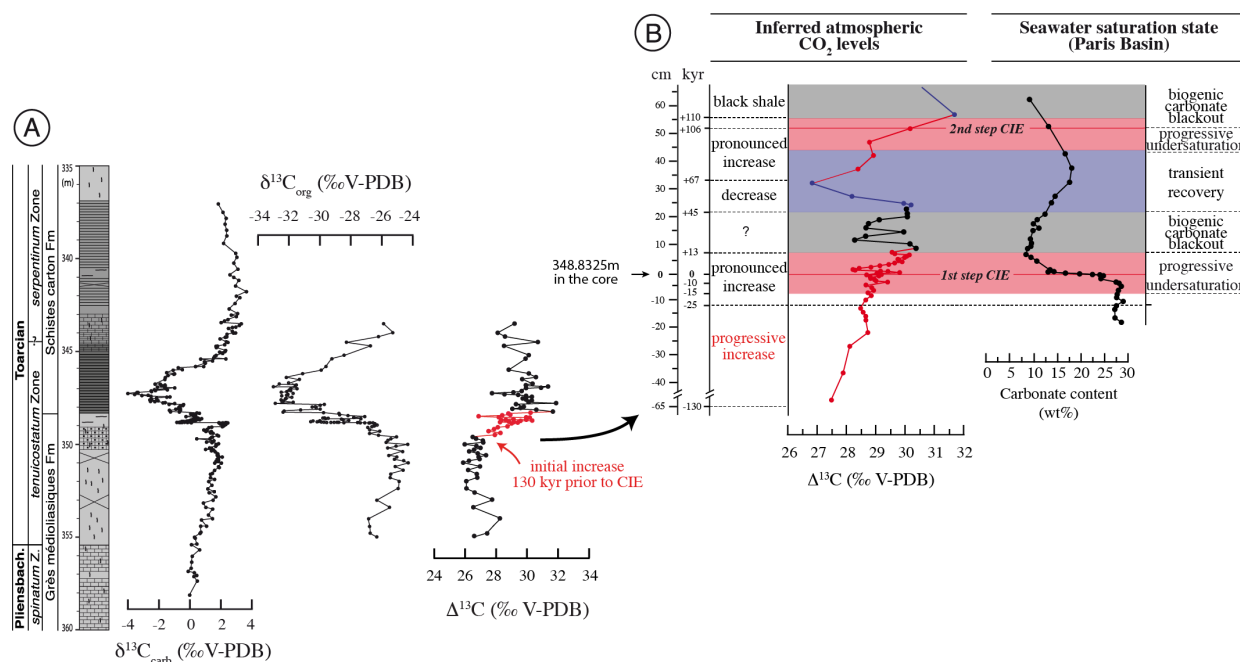 A
Toarcian
Pliensbach.
serpentinum Zone
?
tenuicostatum Zone
spinatum Z.
Schistes carton Fm
Grès médioliasiques Fm
335
(m)
340
345
350
355
360
δ¹³C_org (‰V-PDB)
-34 -32 -30 -28 -26 -24
initial increase
130 kyr prior to CIE
-4 -2 0 2 4
δ¹³C_carb (‰V-PDB)
24 26 28 30 32 34
Δ¹³C (‰ V-PDB)
B
Inferred atmospheric
CO₂ levels
Seawater saturation state
(Paris Basin)
cm kyr
60
50
40
30
20
10
0
-10
-20
-30
-40
-65
+110
+106
+67
+45
+13
0
-10
-15
-25
-130
348.8325m
in the core
black shale
pronounced
increase
decrease
?
pronounced
increase
progressive
increase
2nd step CIE
1st step CIE
biogenic
carbonate
blackout
progressive
undersaturation
transient
recovery
biogenic
carbonate
blackout
progressive
undersaturation
26 27 28 29 30 31 32
Δ¹³C (‰ V-PDB)
0 5 10 15 20 25 30
Carbonate content
(wt%)